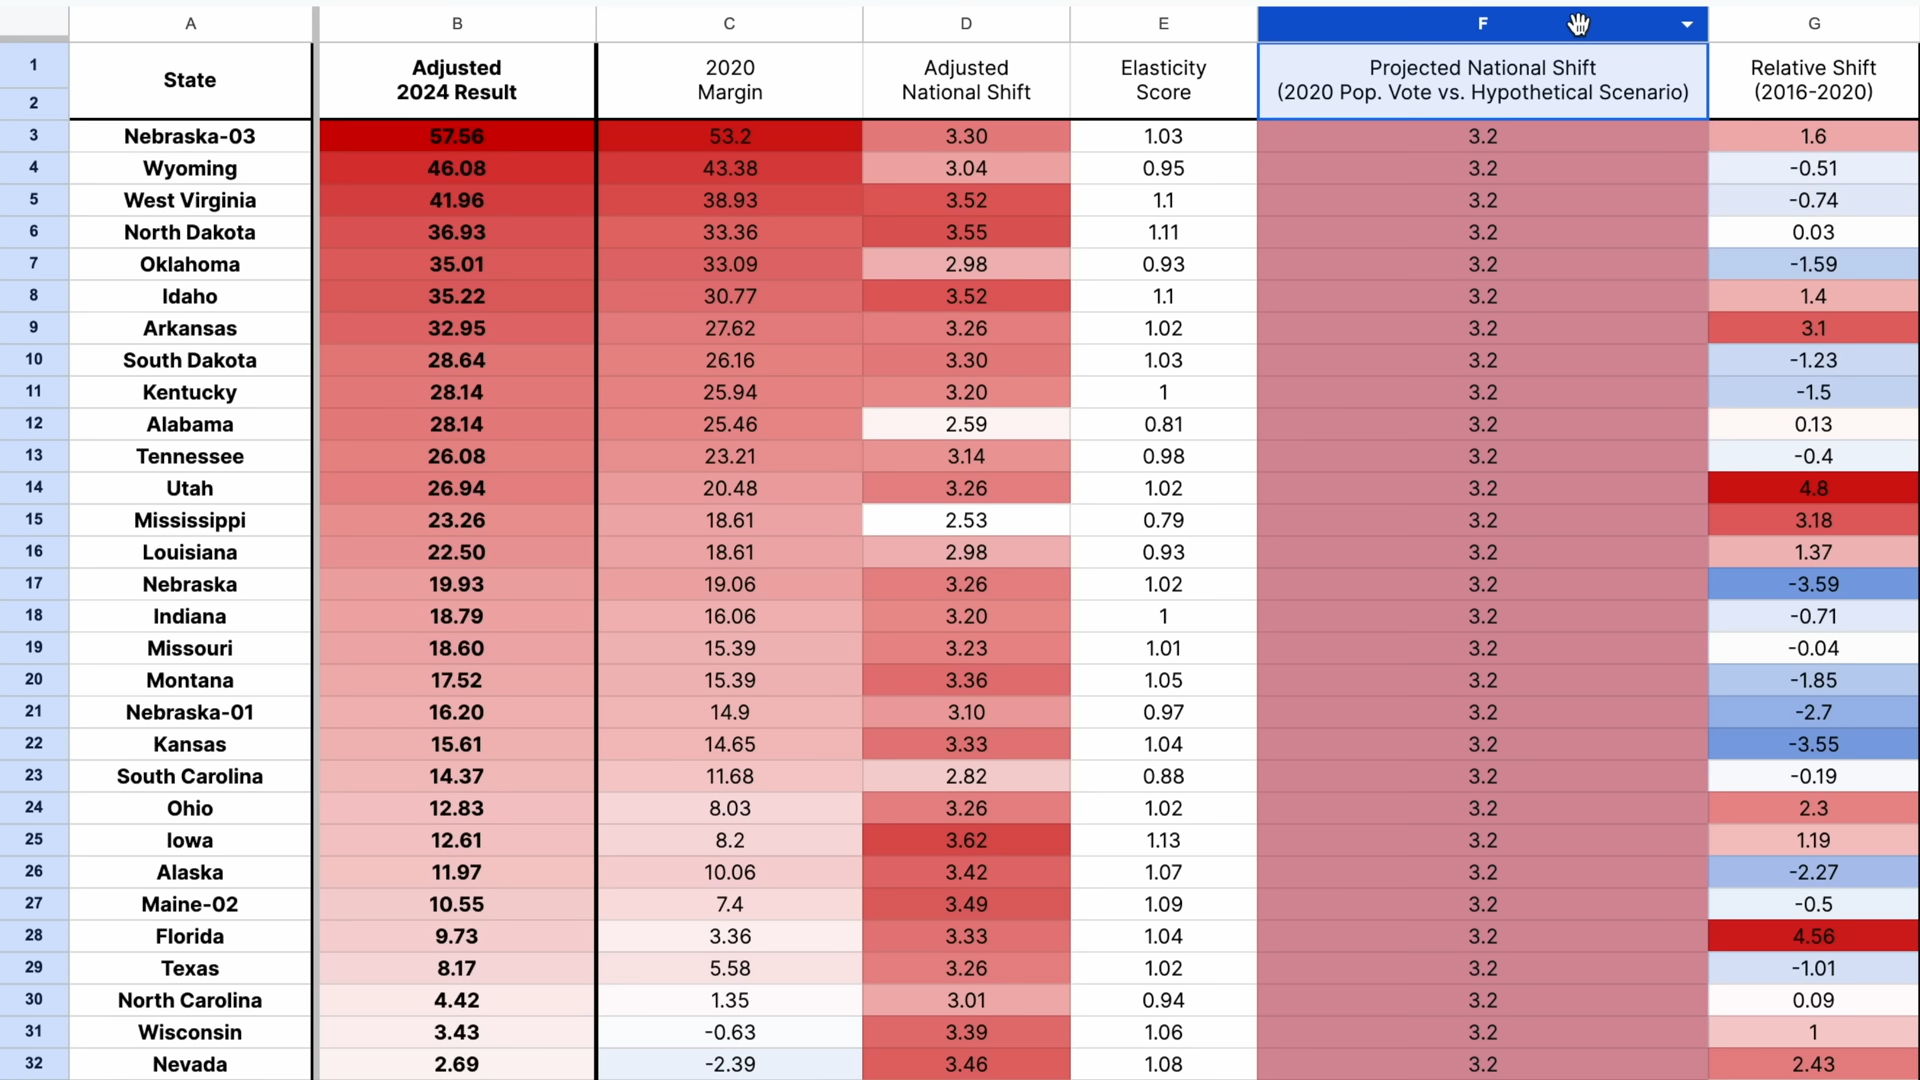 A B C D E F G
1 2
State
Adjusted
2024 Result
2020
Margin
Adjusted
National Shift
Elasticity
Score
Projected National Shift
(2020 Pop. Vote vs. Hypothetical Scenario)
Relative Shift
(2016-2020)
3 Nebraska-03 57.56 53.2 3.30 1.03 3.2 1.6
4 Wyoming 46.08 43.38 3.04 0.95 3.2 -0.51
5 West Virginia 41.96 38.93 3.52 1.1 3.2 -0.74
6 North Dakota 36.93 33.36 3.55 1.11 3.2 0.03
7 Oklahoma 35.01 33.09 2.98 0.93 3.2 -1.59
8 Idaho 35.22 30.77 3.52 1.1 3.2 1.4
9 Arkansas 32.95 27.62 3.26 1.02 3.2 3.1
10 South Dakota 28.64 26.16 3.30 1.03 3.2 -1.23
11 Kentucky 28.14 25.94 3.20 1 3.2 -1.5
12 Alabama 28.14 25.46 2.59 0.81 3.2 0.13
13 Tennessee 26.08 23.21 3.14 0.98 3.2 -0.4
14 Utah 26.94 20.48 3.26 1.02 3.2 4.8
15 Mississippi 23.26 18.61 2.53 0.79 3.2 3.18
16 Louisiana 22.50 18.61 2.98 0.93 3.2 1.37
17 Nebraska 19.93 19.06 3.26 1.02 3.2 -3.59
18 Indiana 18.79 16.06 3.20 1 3.2 -0.71
19 Missouri 18.60 15.39 3.23 1.01 3.2 -0.04
20 Montana 17.52 15.39 3.36 1.05 3.2 -1.85
21 Nebraska-01 16.20 14.9 3.10 0.97 3.2 -2.7
22 Kansas 15.61 14.65 3.33 1.04 3.2 -3.55
23 South Carolina 14.37 11.68 2.82 0.88 3.2 -0.19
24 Ohio 12.83 8.03 3.26 1.02 3.2 2.3
25 Iowa 12.61 8.2 3.62 1.13 3.2 1.19
26 Alaska 11.97 10.06 3.42 1.07 3.2 -2.27
27 Maine-02 10.55 7.4 3.49 1.09 3.2 -0.5
28 Florida 9.73 3.36 3.33 1.04 3.2 4.56
29 Texas 8.17 5.58 3.26 1.02 3.2 -1.01
30 North Carolina 4.42 1.35 3.01 0.94 3.2 0.09
31 Wisconsin 3.43 -0.63 3.39 1.06 3.2 1
32 Nevada 2.69 -2.39 3.46 1.08 3.2 2.43